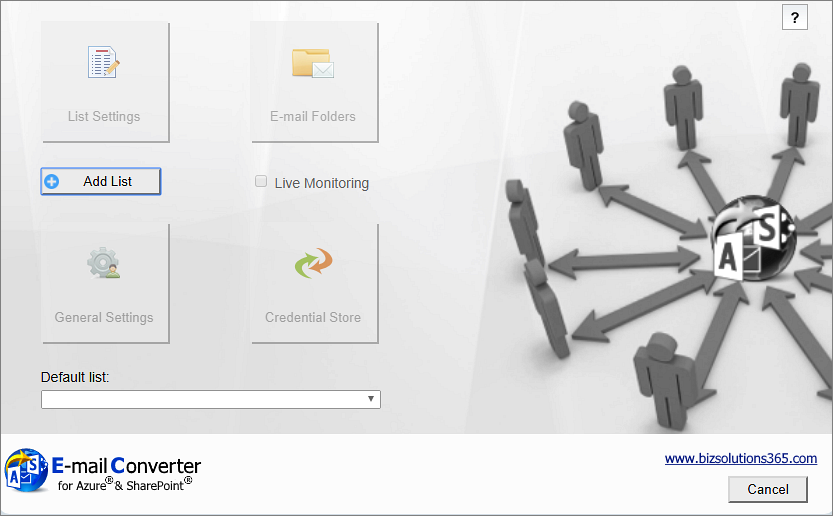 ?
List Settings
E-mail Folders
Add List
Live Monitoring
General Settings
Credential Store
Default list:
S
A
A S
E-mail Converter
for Azure® & SharePoint®
www.bizsolutions365.com
Cancel